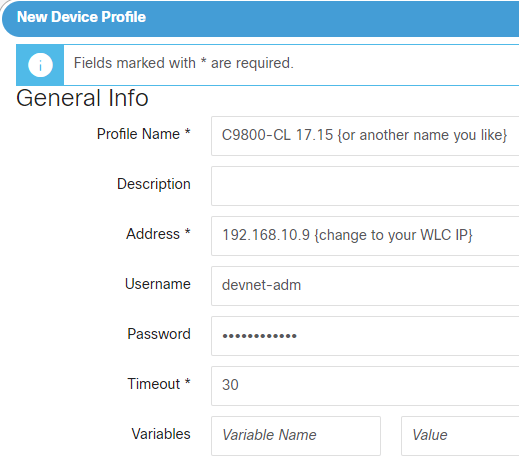 New Device Profile
i Fields marked with * are required.
General Info
Profile Name * C9800-CL 17.15 {or another name you like}
Description
Address * 192.168.10.9 {change to your WLC IP}
Username devnet-adm
Password ••••••••••••
Timeout * 30
Variables Variable Name Value